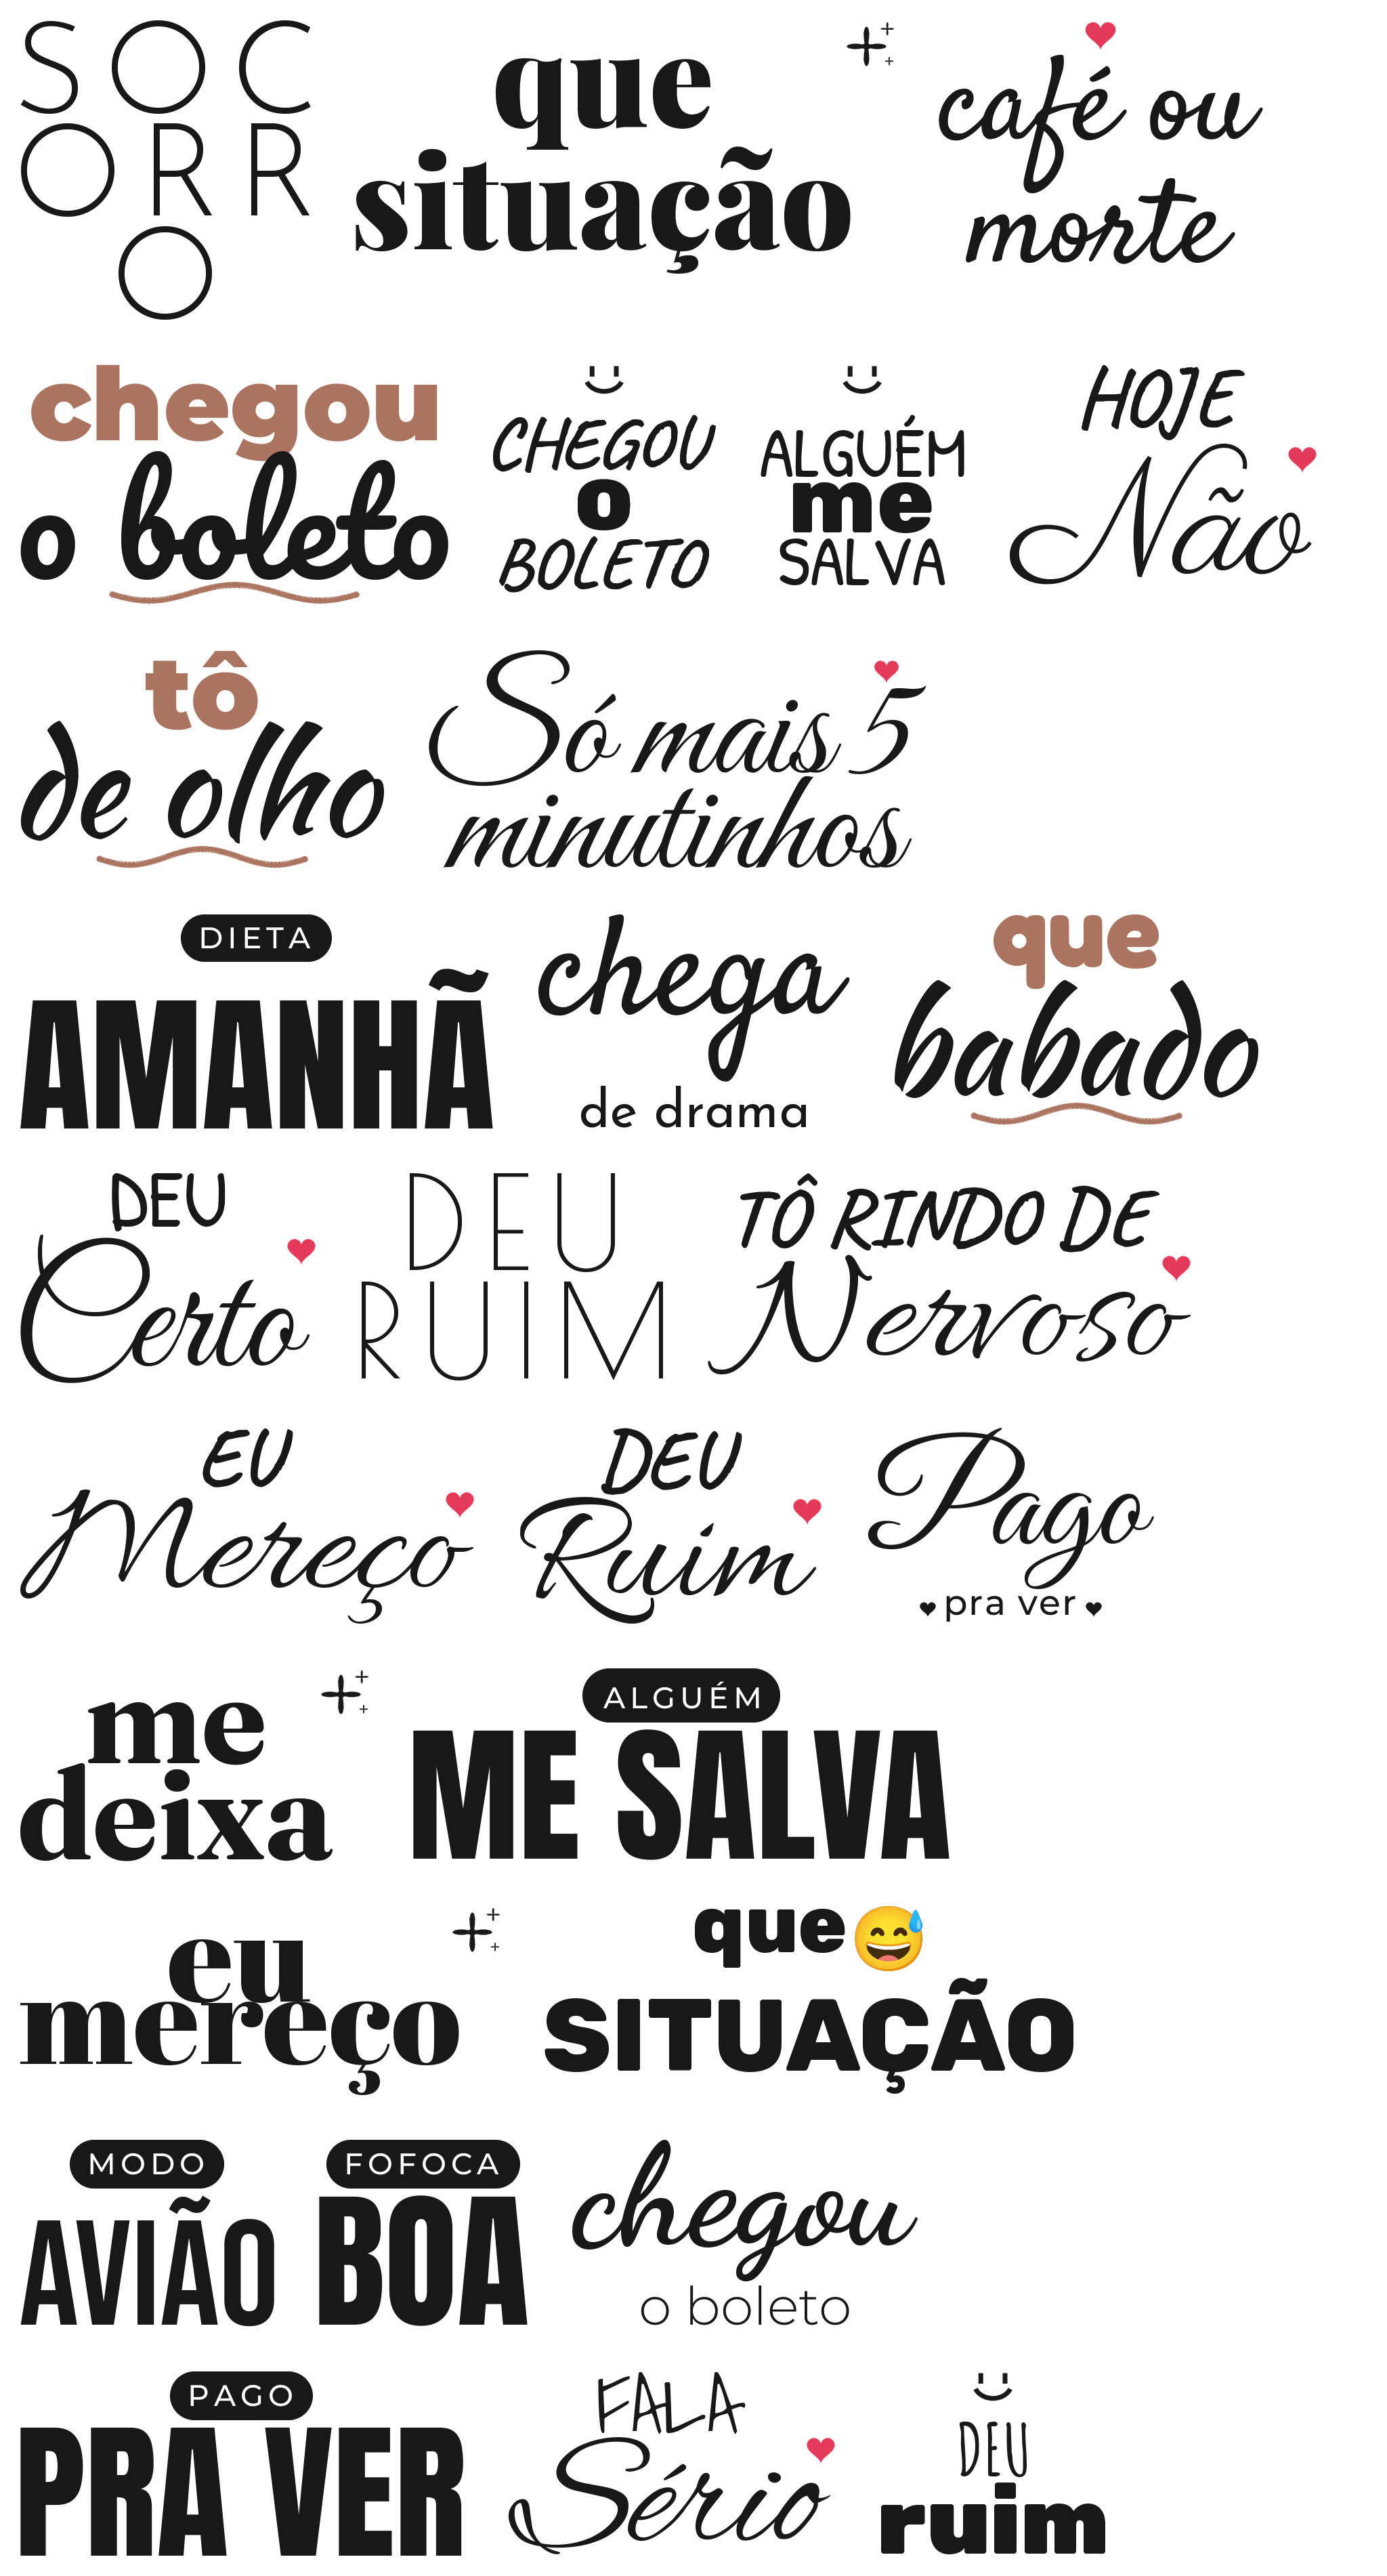 SOC
ORR
O
que
situação
café ou
morte
chegou
o boleto
CHEGOU
o
BOLETO
ALGUÉM
me
SALVA
HOJE
Não
tô
de olho
Só mais 5
minutinhos
DIETA
AMANHÃ
chega
de drama
que
babado
DEU
Certo
DEU
RUIM
TÔ RINDO DE
Nervoso
EU
Mereço
DEU
Ruim
Pago
pra ver
me
deixa
ALGUÉM
ME SALVA
eu
mereço
que😅
SITUAÇÃO
MODO
AVIÃO
FOFOCA
BOA
chegou
o boleto
PAGO
PRA VER
FALA
Sério
DEU
ruim